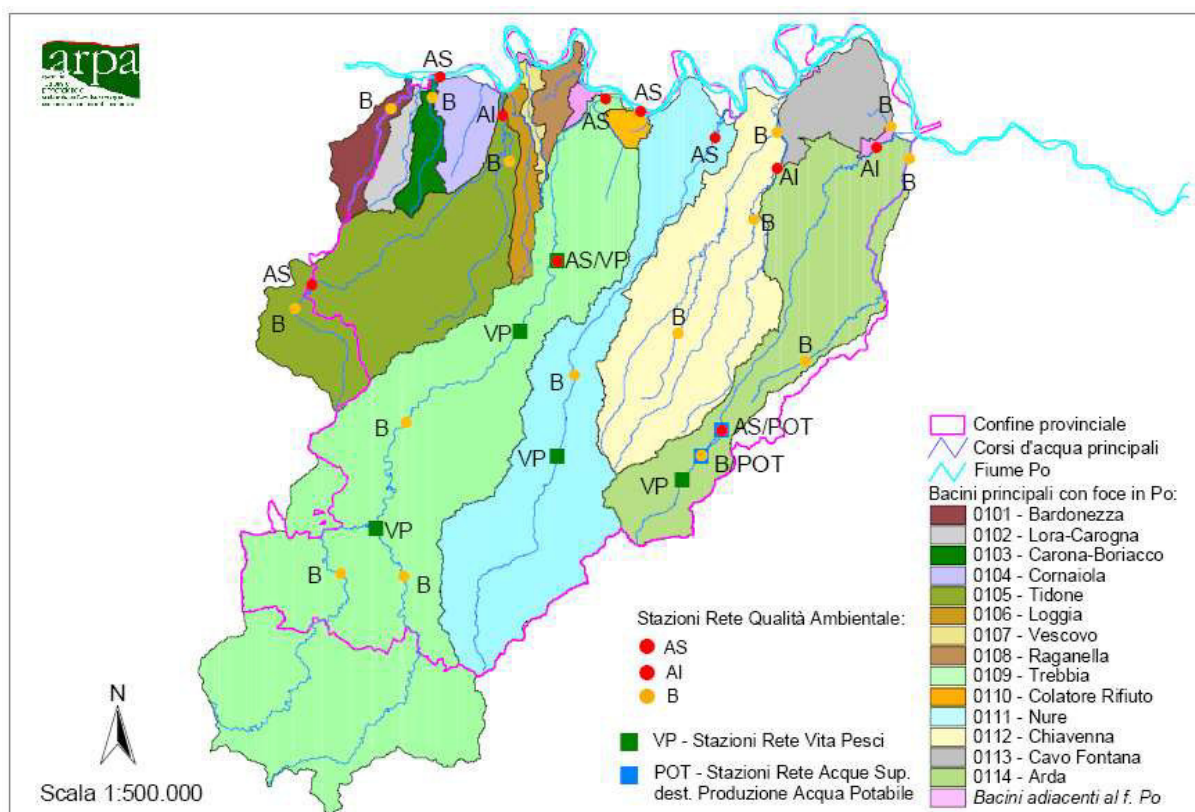 arpa
AS
B
B
AI
B
AS
AS
AS
B
AI
B
AI
B
B
AS
B
AS/VP
VP
B
B
B
B
VP
AS/POT
B/POT
VP
VP
B
B
N
Scala 1:500.000
Stazioni Rete Qualità Ambientale:
AS
AI
B
VP - Stazioni Rete Vita Pesci
POT - Stazioni Rete Acque Sup.
dest. Produzione Acqua Potabile
Confine provinciale
Corsi d'acqua principali
Fiume Po
Bacini principali con foce in Po:
0101 - Bardonezza
0102 - Lora-Carogna
0103 - Carona-Boriacco
0104 - Cornaiola
0105 - Tidone
0106 - Loggia
0107 - Vescovo
0108 - Raganella
0109 - Trebbia
0110 - Colatore Rifiuto
0111 - Nure
0112 - Chiavenna
0113 - Cavo Fontana
0114 - Arda
Bacini adiacenti al f. Po